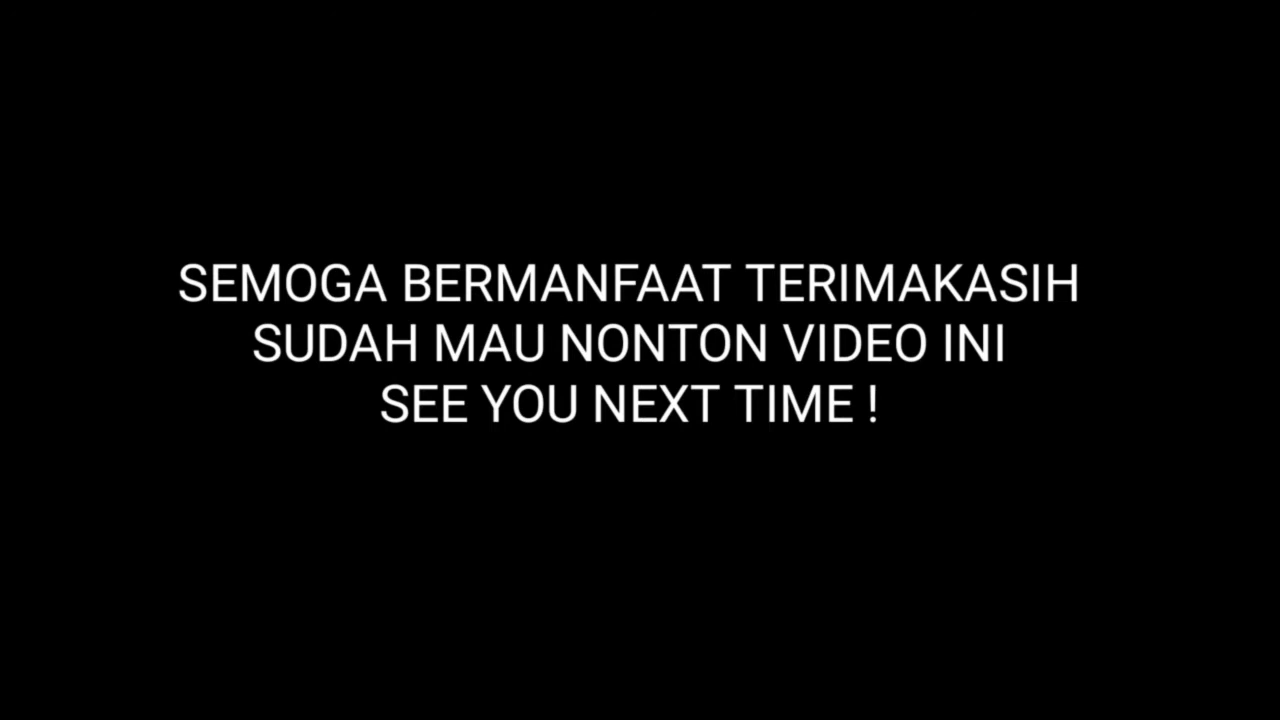 SEMOGA BERMANFAAT TERIMAKASIH
SUDAH MAU NONTON VIDEO INI
SEE YOU NEXT TIME !